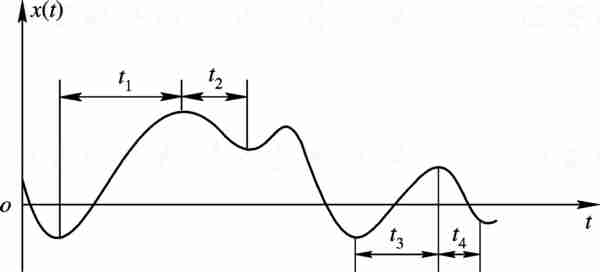 x(t)
t₁ t₂
o
t
t₃ t₄